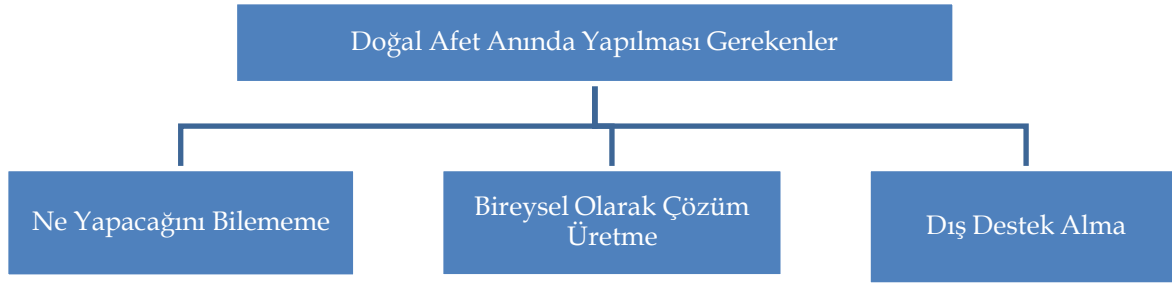 Doğal Afet Anında Yapılması Gerekenler
Ne Yapacağını Bilememe
Bireysel Olarak Çözüm
Üretme
Dış Destek Alma